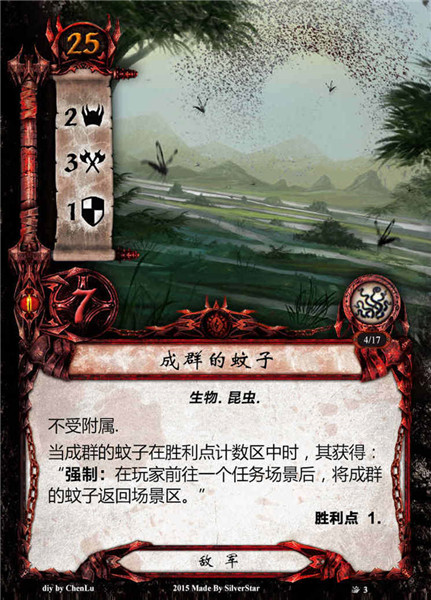 25
2
3
1
7
4/17
成群的蚊子
生物. 昆虫.
不受附属.
当成群的蚊子在胜利点计数区中时，其获得：
“强制：在玩家前往一个任务场景后，将成群
的蚊子返回场景区。”
胜利点 1.
敌军
diy by ChenLu
2015 Made By SilverStar
3